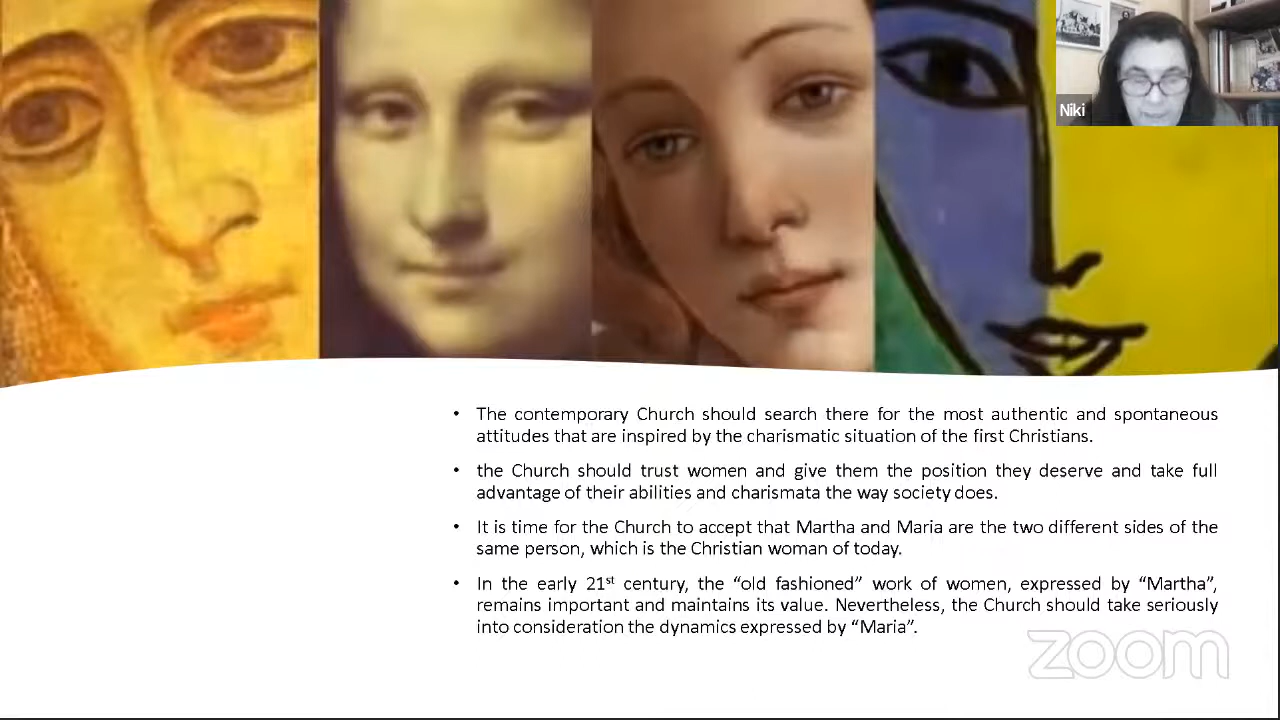 Niki
• The contemporary Church should search there for the most authentic and spontaneous
attitudes that are inspired by the charismatic situation of the first Christians.
• the Church should trust women and give them the position they deserve and take full
advantage of their abilities and charismata the way society does.
• It is time for the Church to accept that Martha and Maria are the two different sides of the
same person, which is the Christian woman of today.
• In the early 21st century, the “old fashioned” work of women, expressed by “Martha”,
remains important and maintains its value. Nevertheless, the Church should take seriously
into consideration the dynamics expressed by “Maria”.
zoom